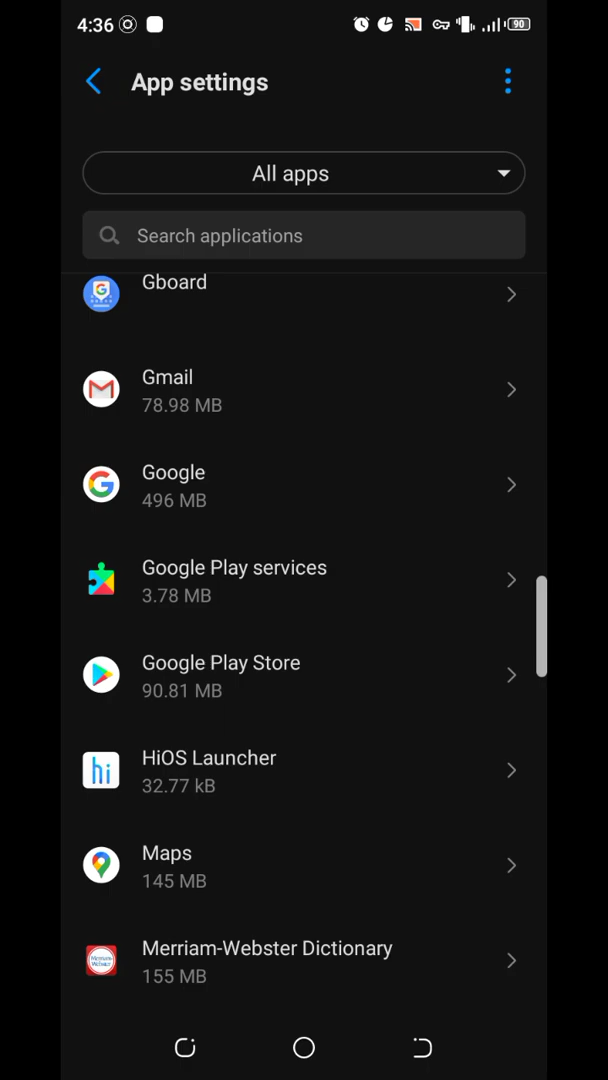 4:36
90
App settings
All apps
Search applications
Gboard
Gmail
78.98 MB
Google
496 MB
Google Play services
3.78 MB
Google Play Store
90.81 MB
hi
HiOS Launcher
32.77 kB
Maps
145 MB
Merriam-Webster Dictionary
155 MB